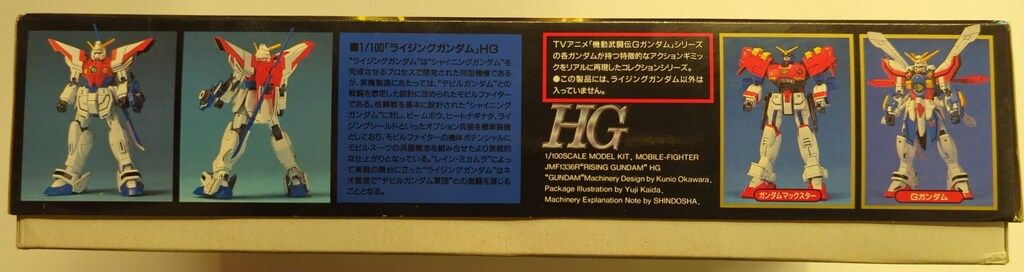 ■1/100「ライジングガンダム」HG
"ライジングガンダム"は"シャイニングガンダム"を
完成させるプロセスで開発された同型機種である
が、実機製造にあたっては、"デビルガンダム"との
戦闘を想定した設計に改められたモビルファイター
である。格闘戦を基本に設計された"シャイニング
ガンダム"に対し、ビームボウ、ヒートナギナタ、ライ
ジングシールドといったオプション兵装を標準装備
としており、モビルファイターの機体ポテンシャルに
モビルスーツの兵器概念を組み合せたより実戦的
な仕上がりとなっている。"レイン・ミカムラ"によっ
て実戦の舞台に立った"ライジングガンダム"はネ
オ香港で"デビルガンダム軍団"との激闘を演じる
こととなる。
TVアニメ「機動武闘伝Gガンダム」シリーズ
の各ガンダムが持つ特徴的なアクションギミッ
クをリアルに再現したコレクションシリーズ。
●この製品には、ライジングガンダム以外は
入っていません。
HG
1/100SCALE MODEL KIT, MOBILE-FIGHTER
JMF1336R"RISING GUNDAM" HG
"GUNDAM"Machinery Design by Kunio Okawara,
Package Illustration by Yuji Kaida,
Machinery Explanation Note by SHINDOSHA,
ガンダムマックスター
Gガンダム